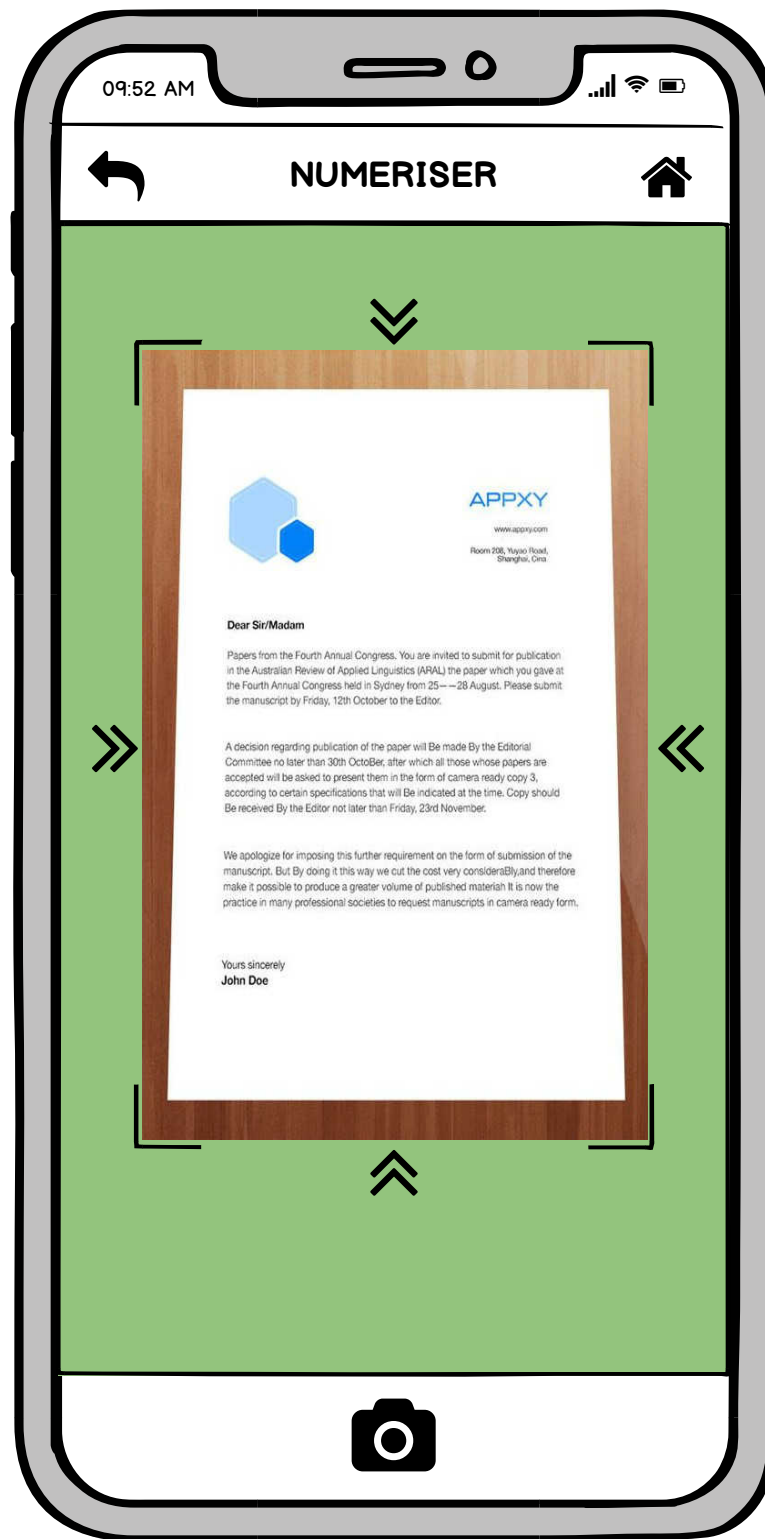 09:52 AM
NUMERISER
APPXY
www.appxy.com
Room 208, Yuyao Road,
Shanghai, Cina
Dear Sir/Madam
Papers from the Fourth Annual Congress. You are invited to submit for publication
in the Australian Review of Applied Linguistics (ARAL) the paper which you gave at
the Fourth Annual Congress held in Sydney from 25——28 August. Please submit
the manuscript by Friday, 12th October to the Editor.
A decision regarding publication of the paper will Be made By the Editorial
Committee no later than 30th OctoBer, after which all those whose papers are
accepted will be asked to present them in the form of camera ready copy 3,
according to certain specifications that will Be indicated at the time. Copy should
Be received By the Editor not later than Friday, 23rd November.
We apologize for imposing this further requirement on the form of submission of the
manuscript. But By doing it this way we cut the cost very consideraBly,and therefore
make it possible to produce a greater volume of published materiah It is now the
practice in many professional societies to request manuscripts in camera ready form.
Yours sincerely
John Doe